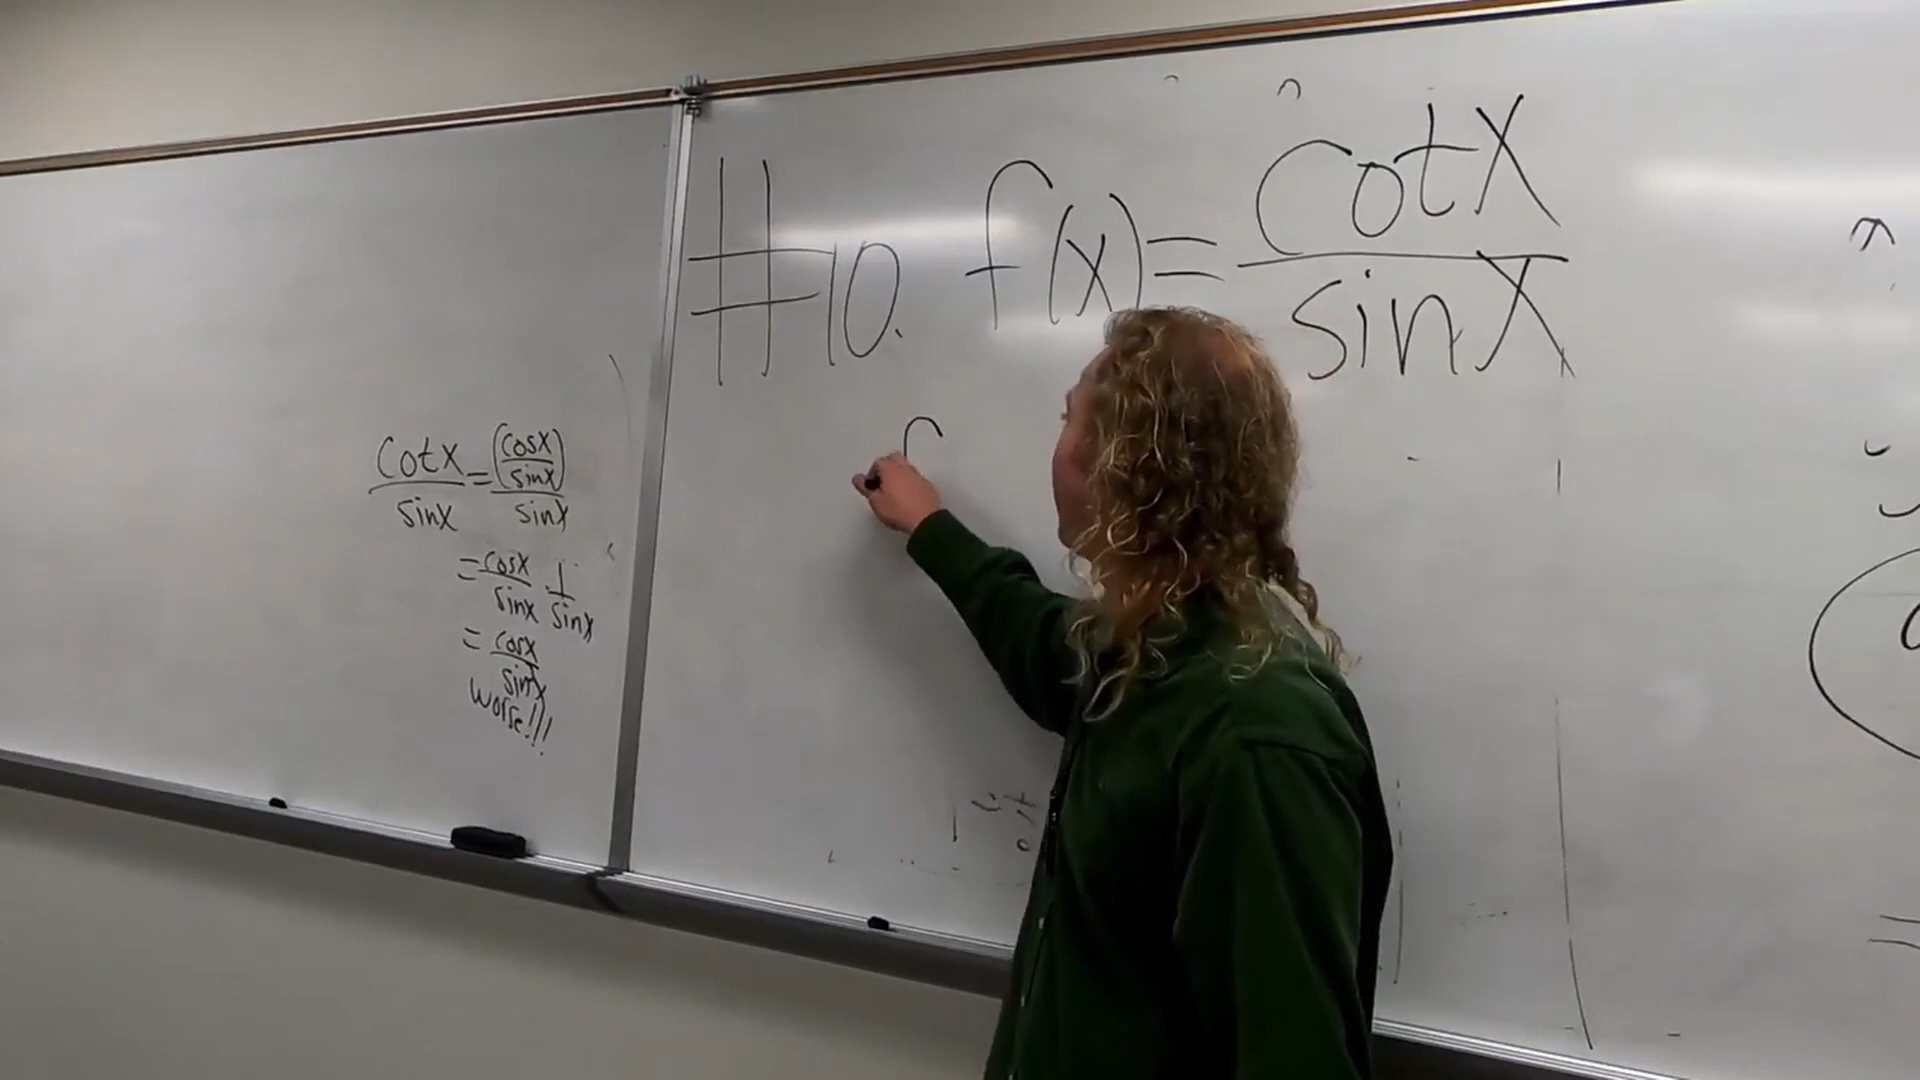 #10. f(x) = cotx / sinx
cotx / sinx = (cosx / sinx) / sinx
= cosx / sinx · 1 / sinx
= cosx / sin²x
worse!!!